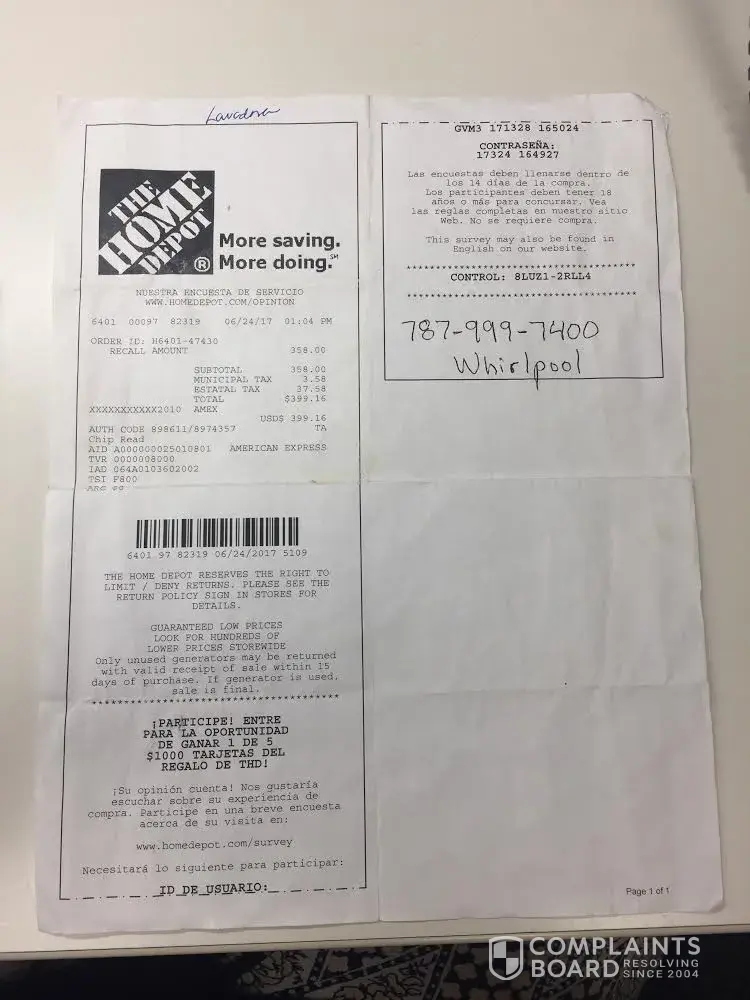 Lavadora
THE
HOME
DEPOT
®
More saving.
More doing.℠
NUESTRA ENCUESTA DE SERVICIO
WWW.HOMEDEPOT.COM/OPINION
6401 00097 82319 06/24/17 01:04 PM
ORDER ID: H6401-47430
RECALL AMOUNT 358.00
SUBTOTAL 358.00
MUNICIPAL TAX 3.58
ESTATAL TAX 37.58
TOTAL $399.16
XXXXXXXXXXX2010 AMEX
USD$ 399.16
AUTH CODE 898611/8974357 TA
Chip Read
AID A000000025010801 AMERICAN EXPRESS
TVR 0000008000
IAD 064A0103602002
TSI F800
6401 97 82319 06/24/2017 5109
THE HOME DEPOT RESERVES THE RIGHT TO
LIMIT / DENY RETURNS. PLEASE SEE THE
RETURN POLICY SIGN IN STORES FOR
DETAILS.
GUARANTEED LOW PRICES
LOOK FOR HUNDREDS OF
LOWER PRICES STOREWIDE
Only unused generators may be returned
with valid receipt of sale within 15
days of purchase. If generator is used,
sale is final.
****************************************
¡PARTICIPE! ENTRE
PARA LA OPORTUNIDAD
DE GANAR 1 DE 5
$1000 TARJETAS DEL
REGALO DE THD!
¡Su opinión cuenta! Nos gustaría
escuchar sobre su experiencia de
compra. Participe en una breve encuesta
acerca de su visita en:
www.homedepot.com/survey
Necesitará lo siguiente para participar:
ID DE USUARIO:
GVM3 171328 165024
CONTRASEÑA:
17324 164927
Las encuestas deben llenarse dentro de
los 14 días de la compra.
Los participantes deben tener 18
años o más para concursar. Vea
las reglas completas en nuestro sitio
Web. No se requiere compra.
This survey may also be found in
English on our website.
****************************************
CONTROL: 8LUZ1-2RLL4
****************************************
787-999-7400
Whirlpool
Page 1 of 1
COMPLAINTS
BOARD RESOLVING
SINCE 2004